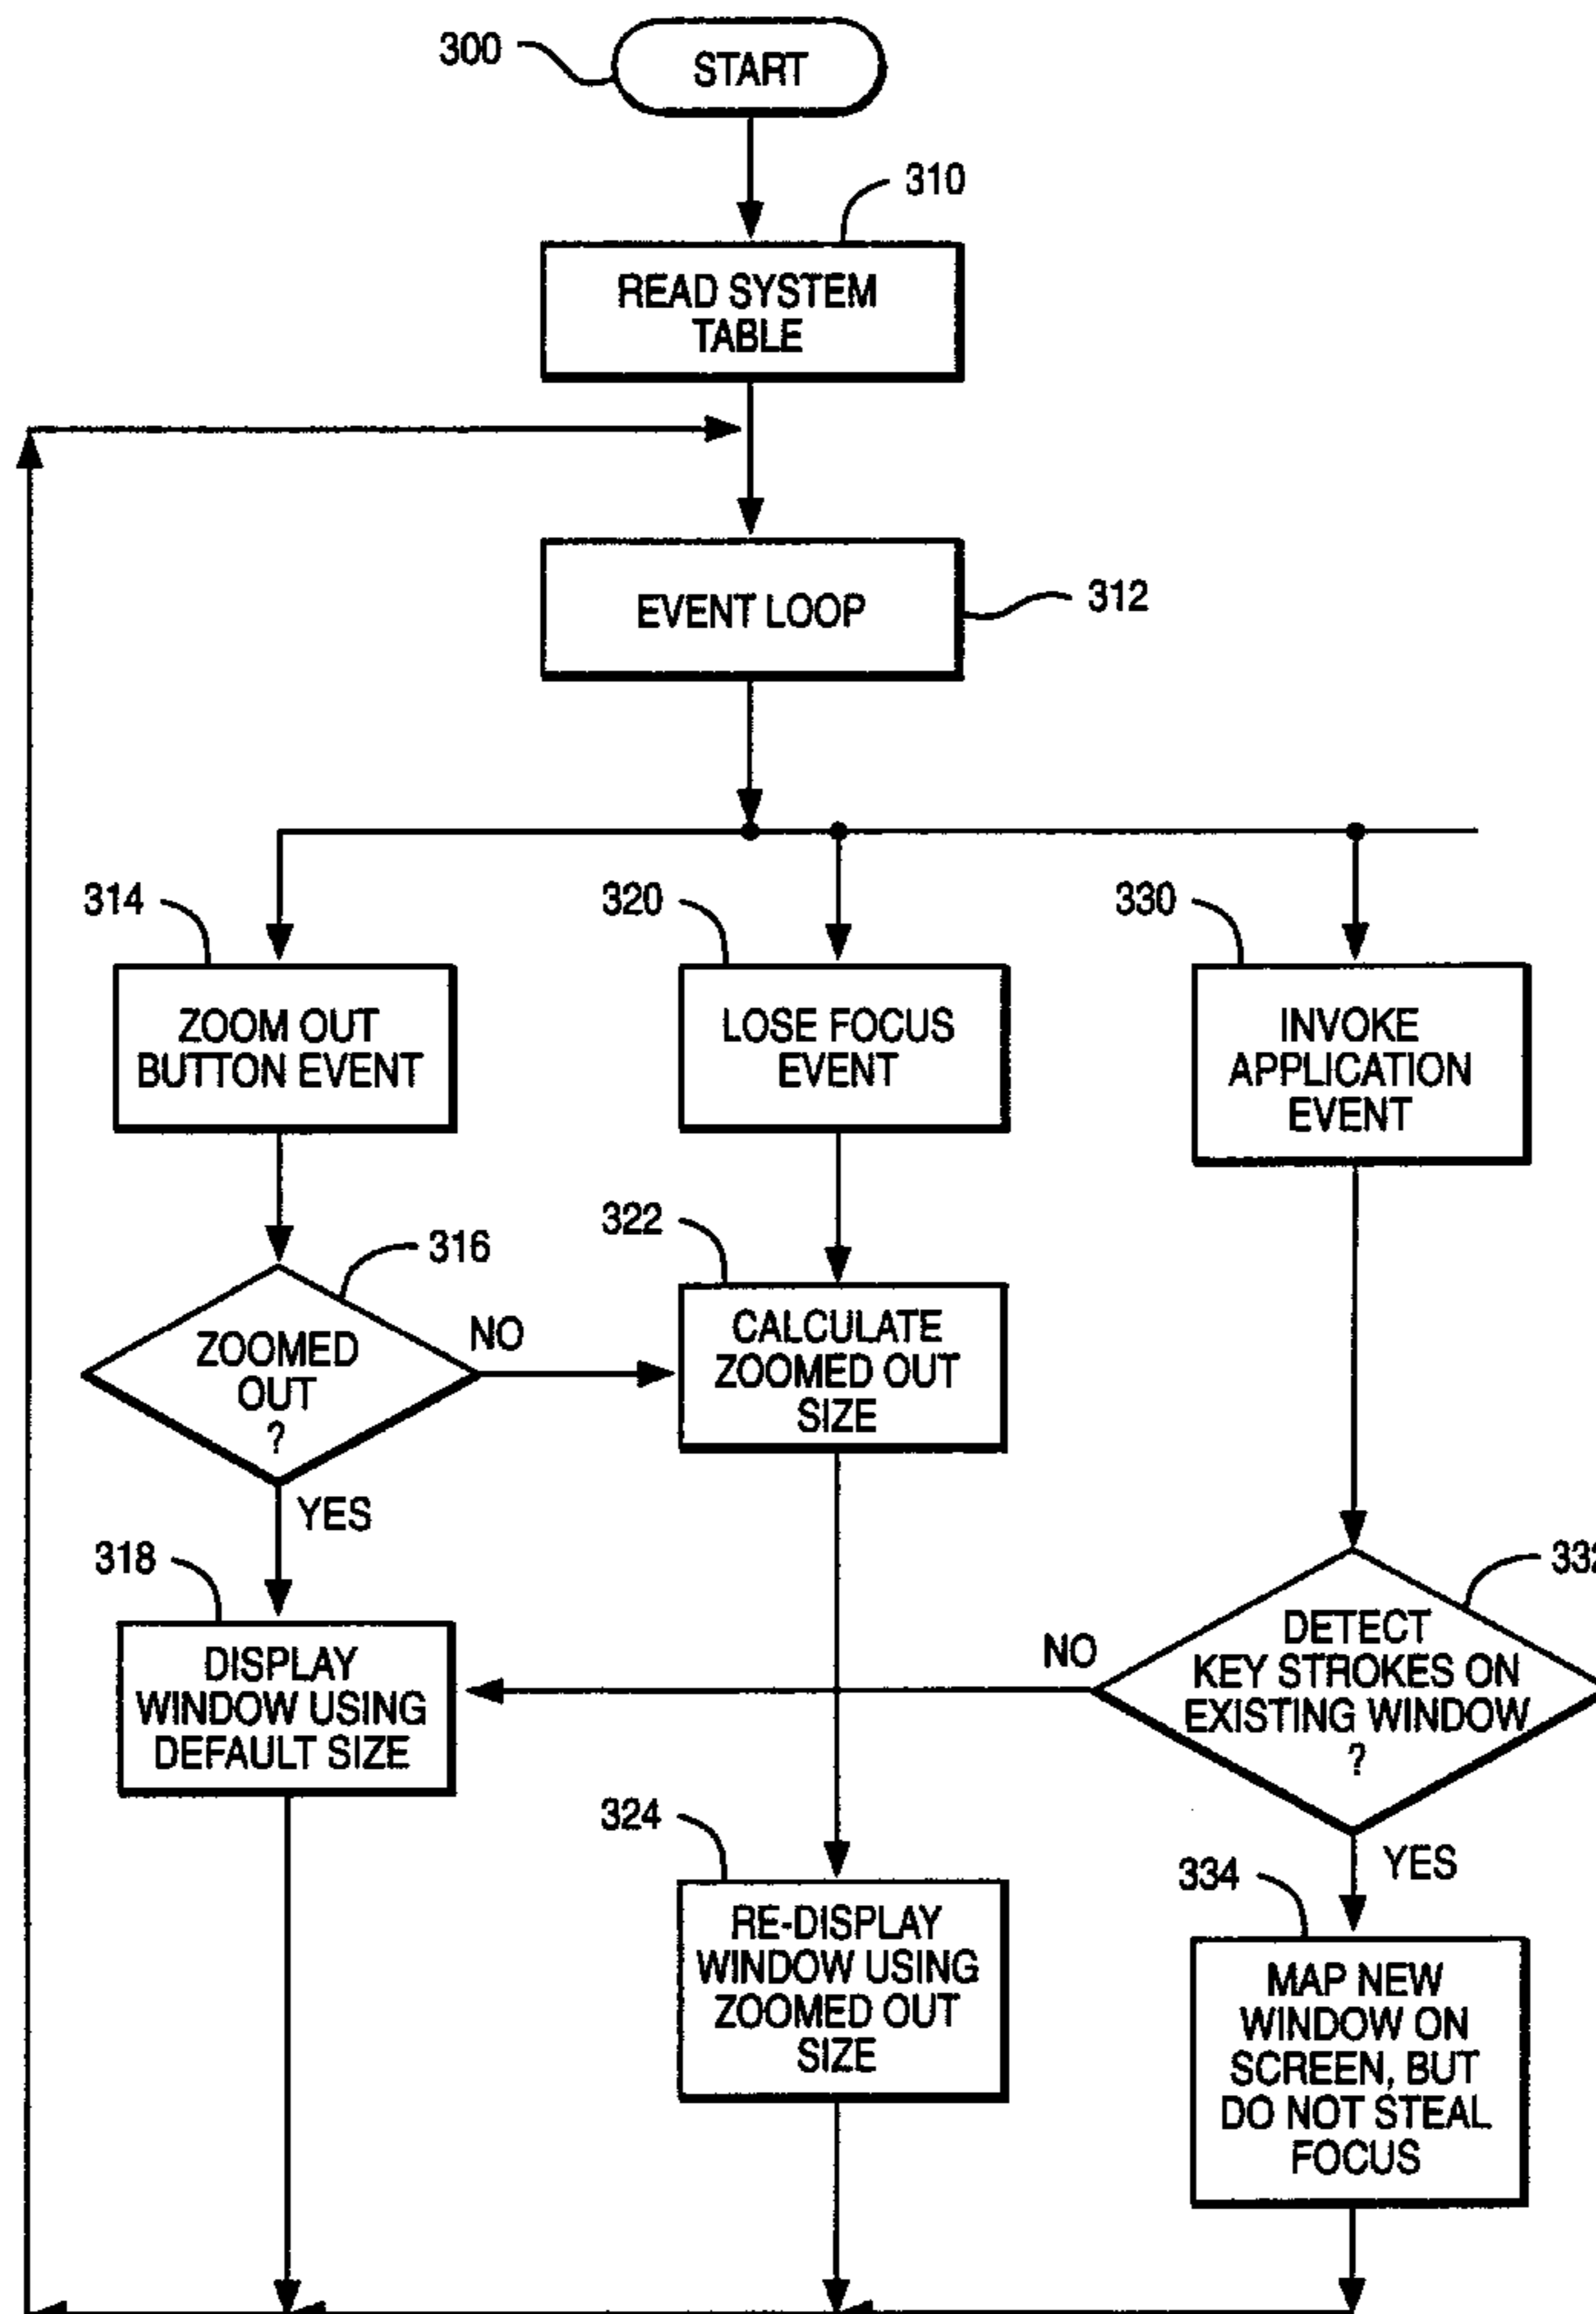 300
START
310
READ SYSTEM
TABLE
EVENT LOOP
312
314
320
330
ZOOM OUT
BUTTON EVENT
LOSE FOCUS
EVENT
INVOKE
APPLICATION
EVENT
316
322
ZOOMED
OUT
?
NO
CALCULATE
ZOOMED OUT
SIZE
YES
318
332
DISPLAY
WINDOW USING
DEFAULT SIZE
NO
DETECT
KEY STROKES ON
EXISTING WINDOW
?
324
YES
334
RE-DISPLAY
WINDOW USING
ZOOMED OUT
SIZE
MAP NEW
WINDOW ON
SCREEN, BUT
DO NOT STEAL
FOCUS